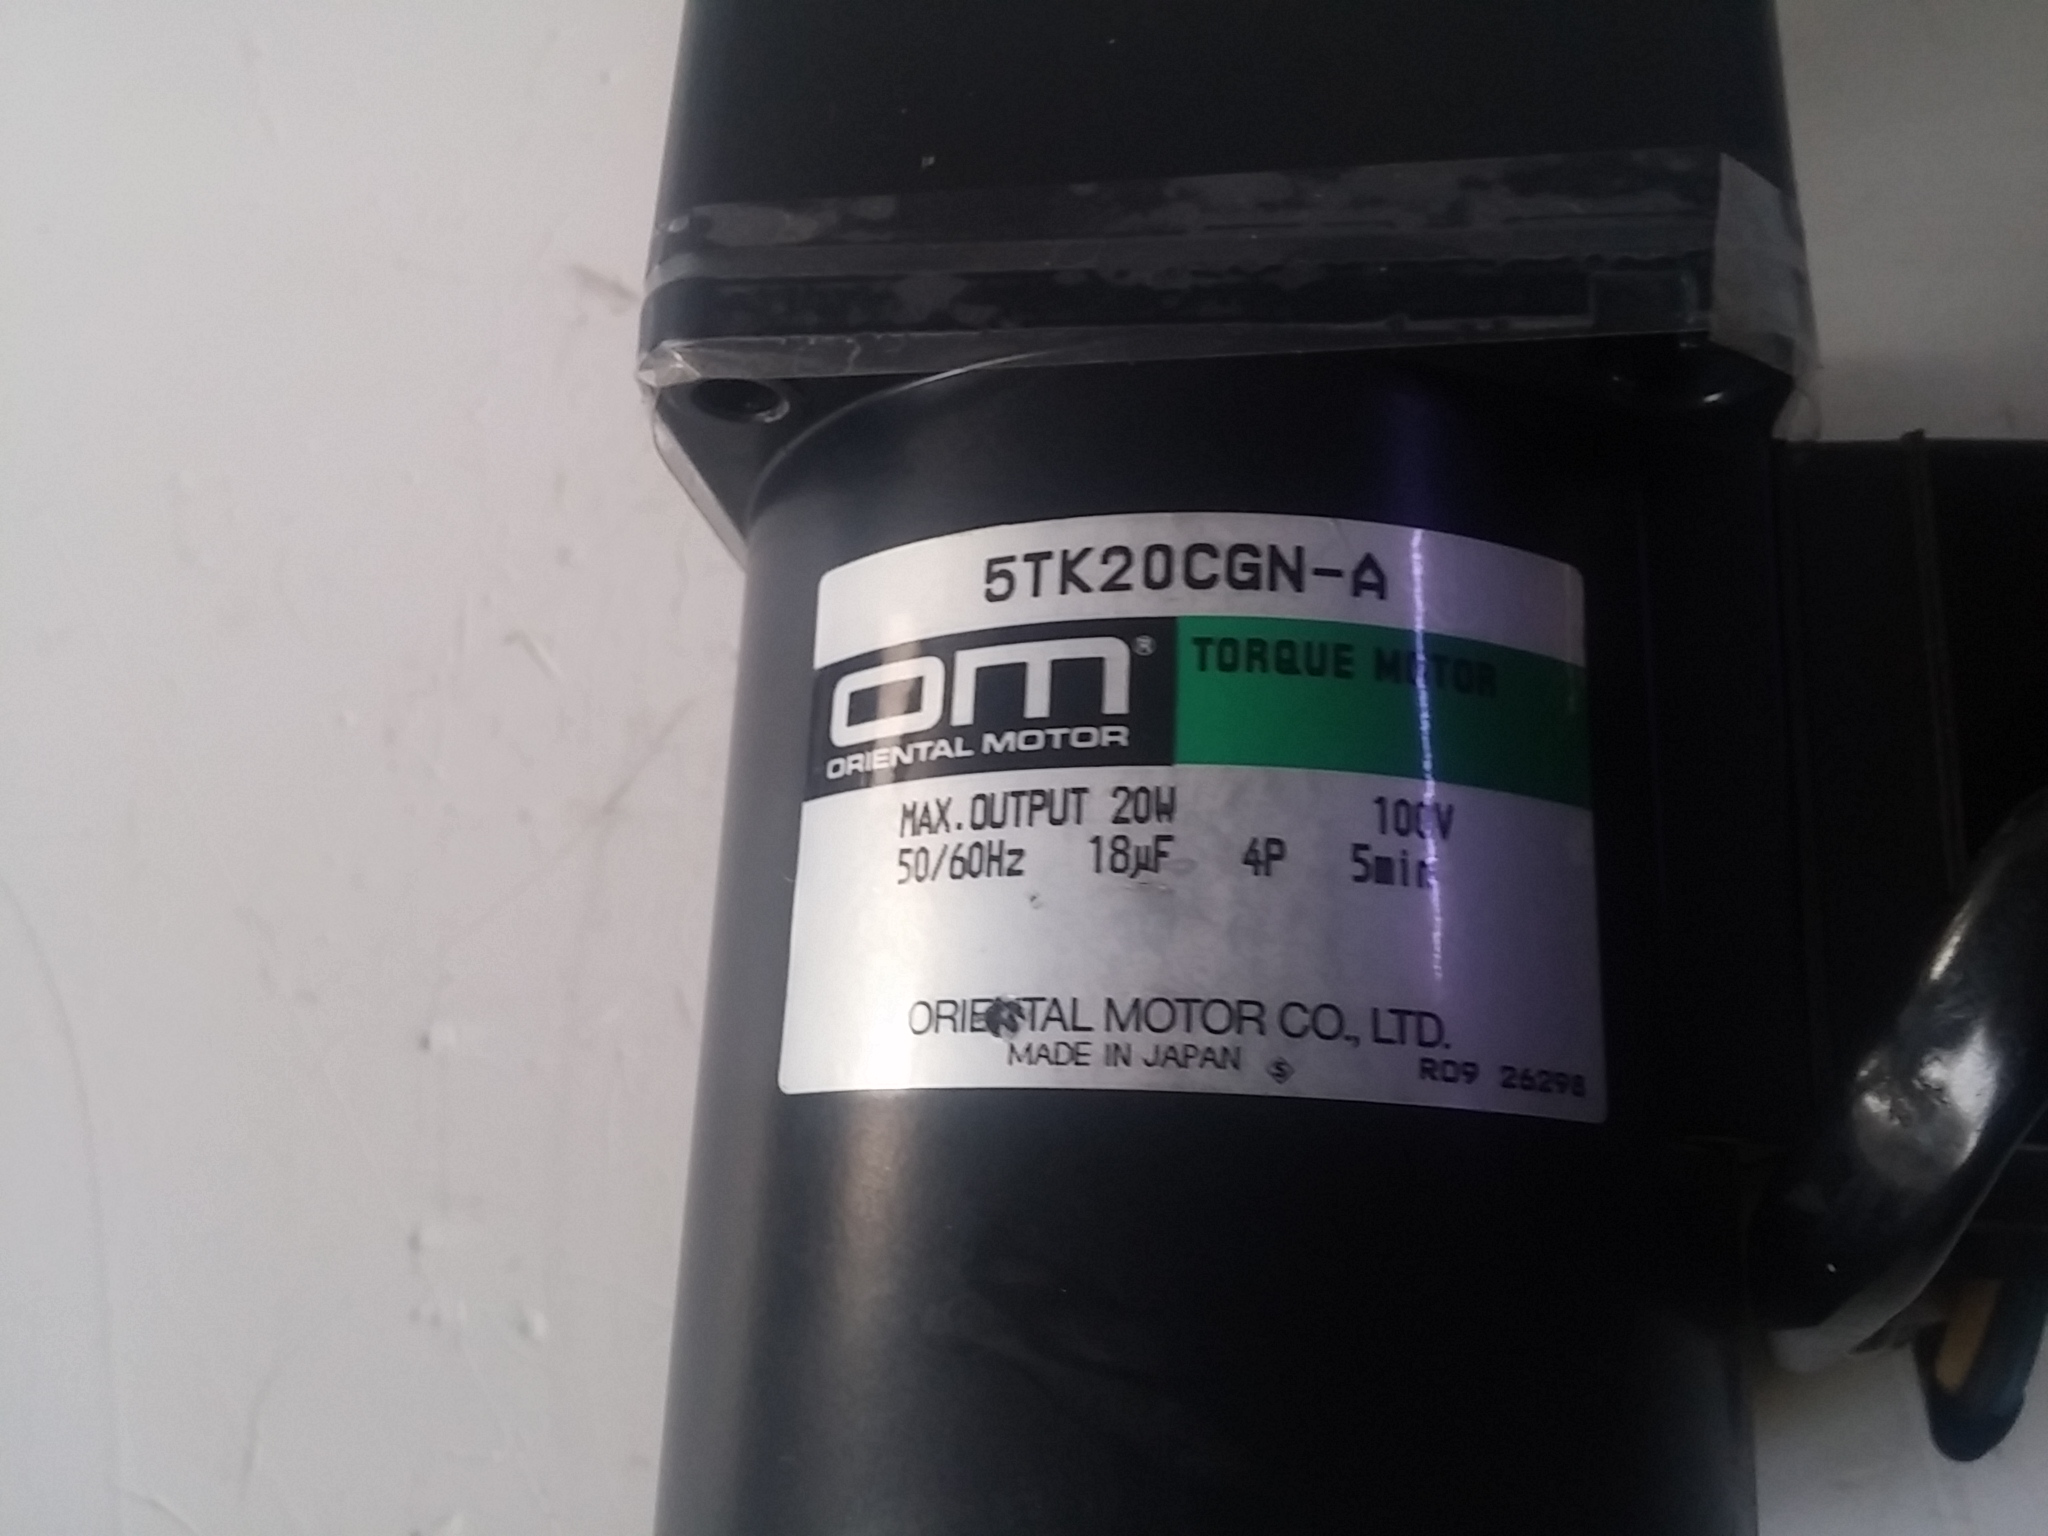 5TK20CGN-A
om®
ORIENTAL MOTOR
TORQUE MOTOR
MAX.OUTPUT 20W 100V
50/60Hz 18μF 4P 5min
ORIENTAL MOTOR CO., LTD.
MADE IN JAPAN S
R09 26298